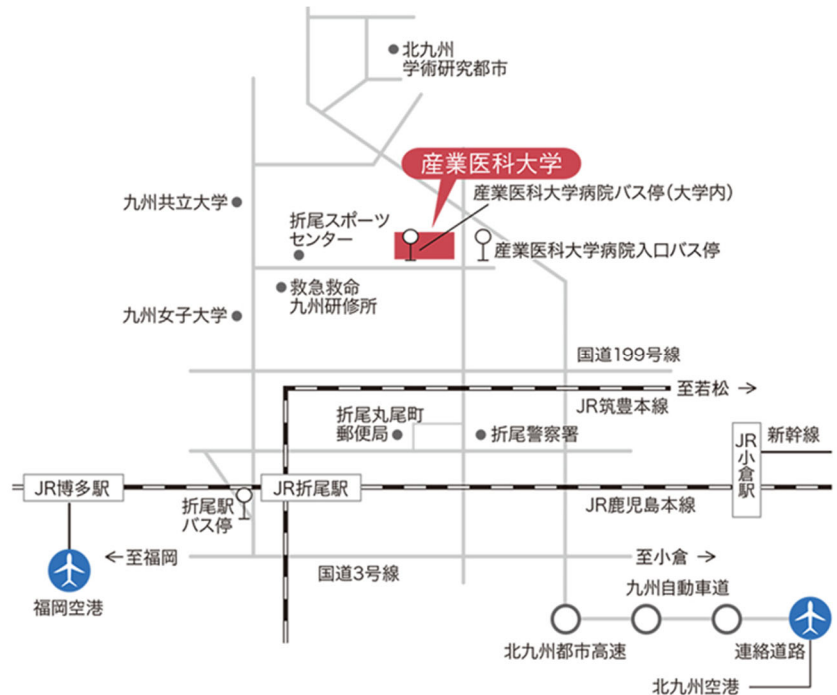 北九州
学術研究都市
産業医科大学
産業医科大学病院バス停(大学内)
九州共立大学
折尾スポーツ
センター
産業医科大学病院入口バス停
救急救命
九州研修所
九州女子大学
国道199号線
至若松 →
JR筑豊本線
折尾丸尾町
郵便局
折尾警察署
JR小倉駅
新幹線
JR博多駅
JR折尾駅
折尾駅
バス停
JR鹿児島本線
←至福岡
国道3号線
至小倉 →
福岡空港
九州自動車道
北九州都市高速
連絡道路
北九州空港